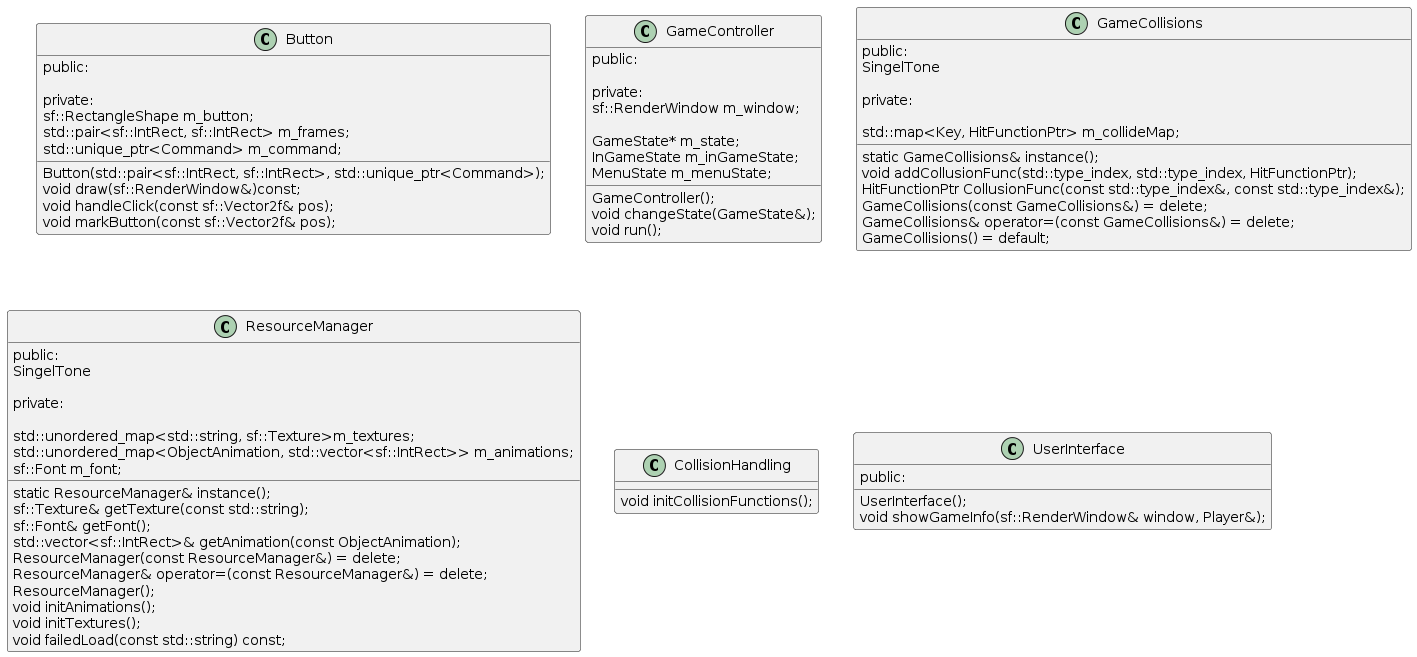 Button
public:
private:
sf::RectangleShape m_button;
std::pair<sf::IntRect, sf::IntRect> m_frames;
std::unique_ptr<Command> m_command;
Button(std::pair<sf::IntRect, sf::IntRect>, std::unique_ptr<Command>);
void draw(sf::RenderWindow&)const;
void handleClick(const sf::Vector2f& pos);
void markButton(const sf::Vector2f& pos);
GameController
public:
private:
sf::RenderWindow m_window;
GameState* m_state;
InGameState m_inGameState;
MenuState m_menuState;
GameController();
void changeState(GameState&);
void run();
GameCollisions
public:
SingelTone
private:
std::map<Key, HitFunctionPtr> m_collideMap;
static GameCollisions& instance();
void addCollusionFunc(std::type_index, std::type_index, HitFunctionPtr);
HitFunctionPtr CollusionFunc(const std::type_index&, const std::type_index&);
GameCollisions(const GameCollisions&) = delete;
GameCollisions& operator=(const GameCollisions&) = delete;
GameCollisions() = default;
ResourceManager
public:
SingelTone
private:
std::unordered_map<std::string, sf::Texture>m_textures;
std::unordered_map<ObjectAnimation, std::vector<sf::IntRect>> m_animations;
sf::Font m_font;
static ResourceManager& instance();
sf::Texture& getTexture(const std::string);
sf::Font& getFont();
std::vector<sf::IntRect>& getAnimation(const ObjectAnimation);
ResourceManager(const ResourceManager&) = delete;
ResourceManager& operator=(const ResourceManager&) = delete;
ResourceManager();
void initAnimations();
void initTextures();
void failedLoad(const std::string) const;
CollisionHandling
void initCollisionFunctions();
UserInterface
public:
UserInterface();
void showGameInfo(sf::RenderWindow& window, Player&);